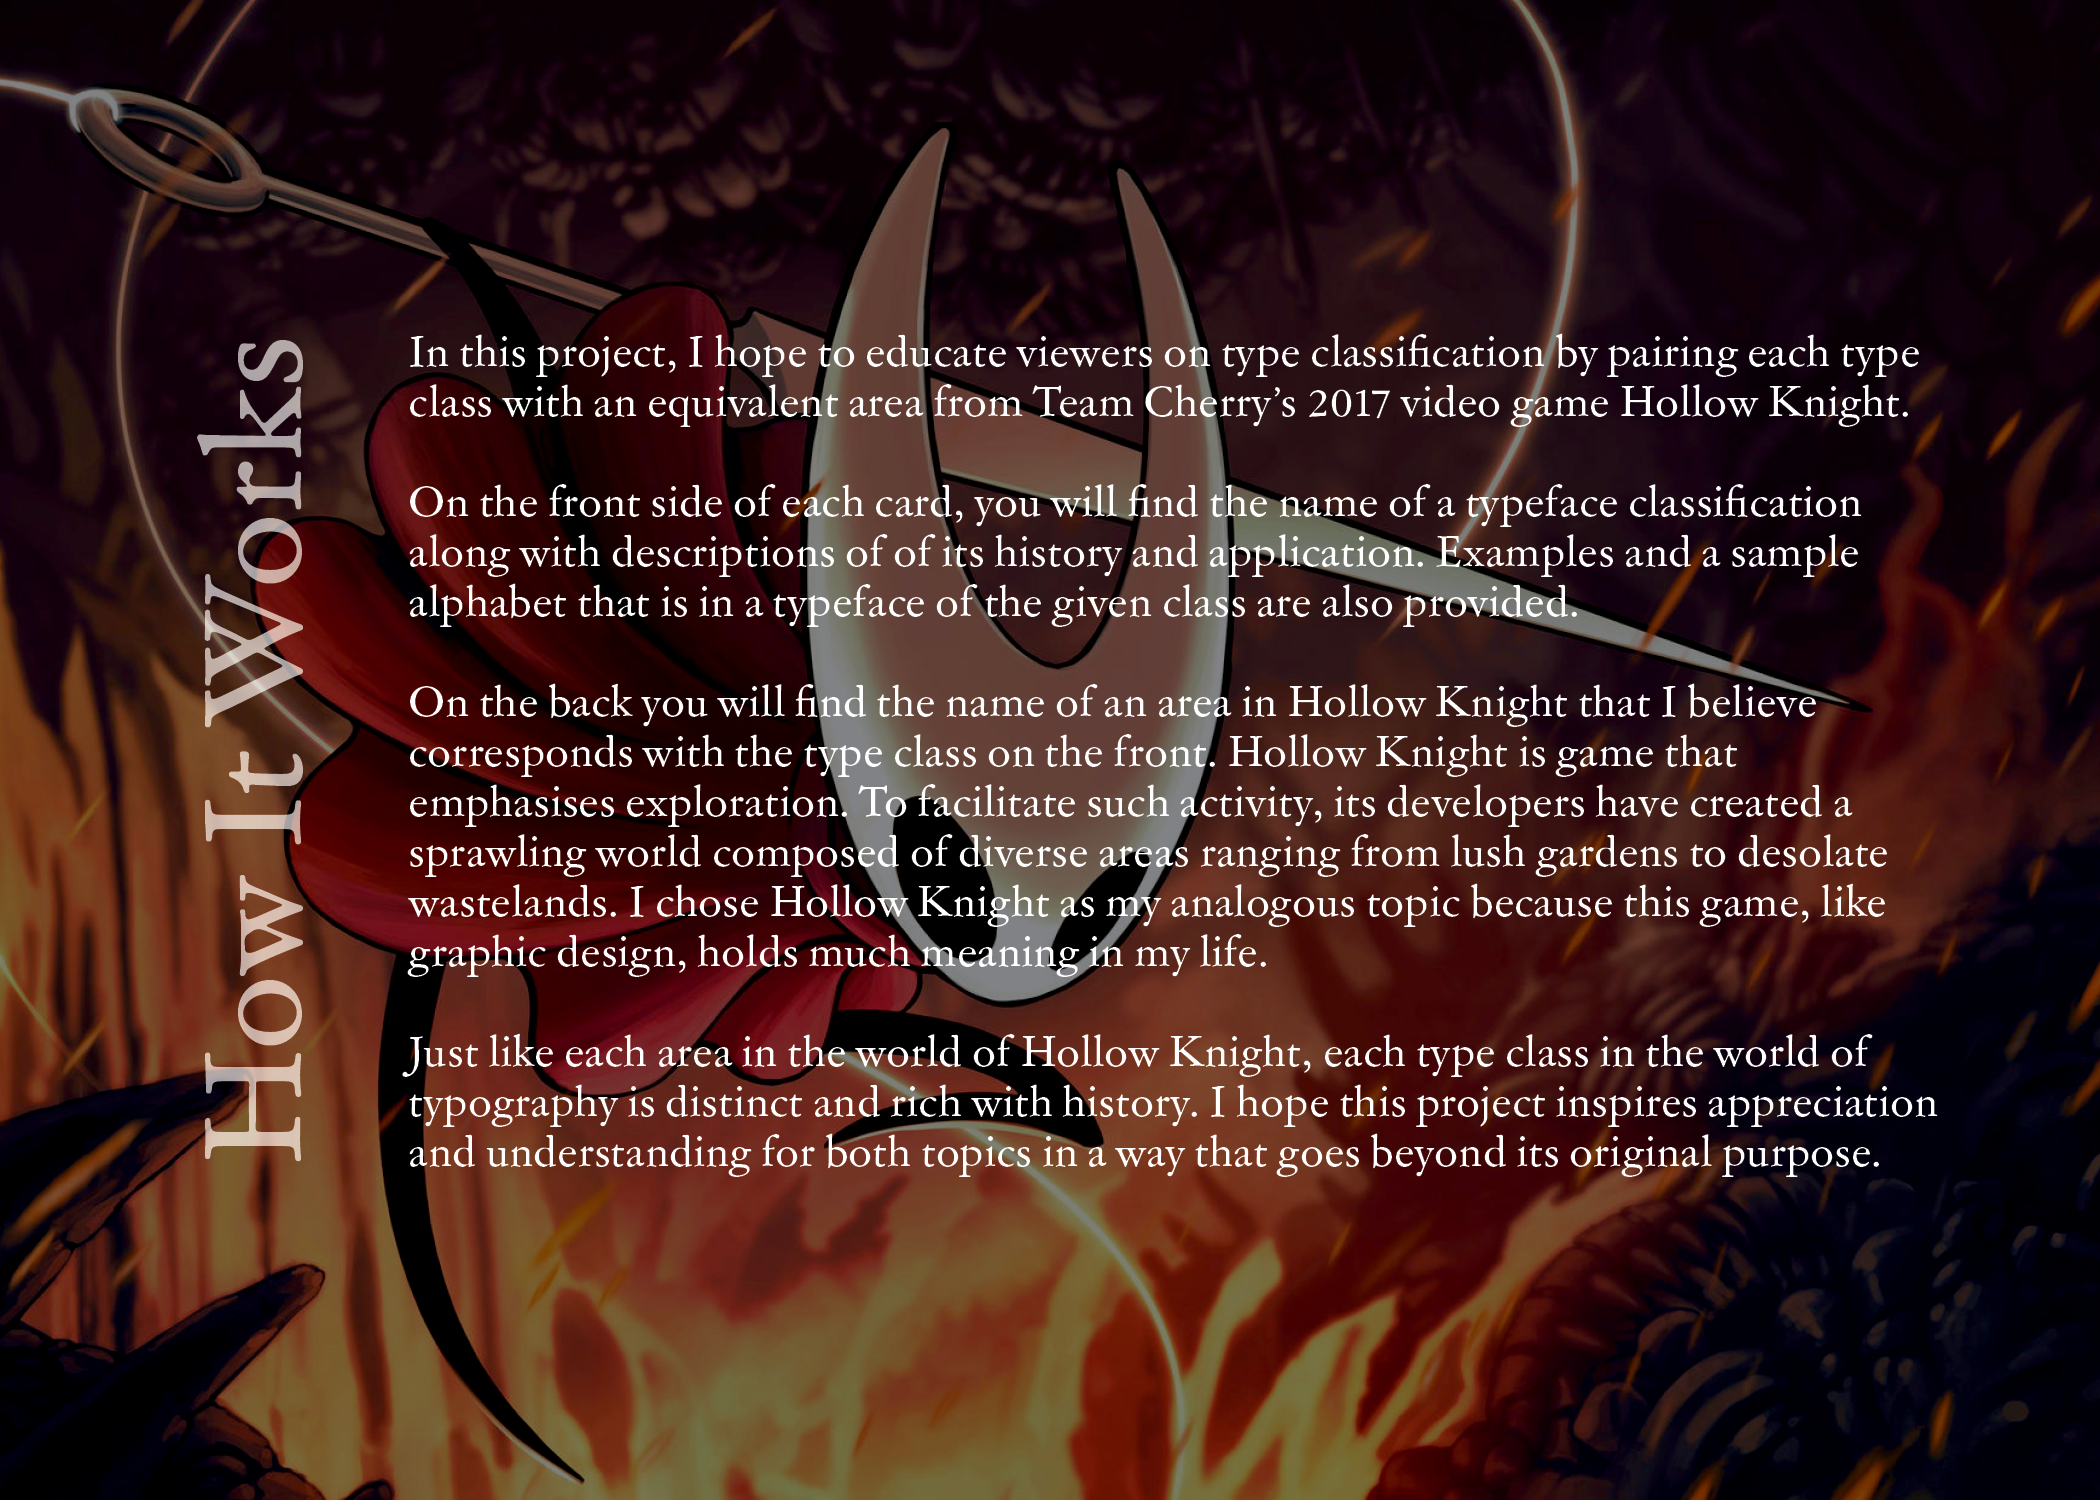 How It Works
In this project, I hope to educate viewers on type classification by pairing each type
class with an equivalent area from Team Cherry’s 2017 video game Hollow Knight.
On the front side of each card, you will find the name of a typeface classification
along with descriptions of of its history and application. Examples and a sample
alphabet that is in a typeface of the given class are also provided.
On the back you will find the name of an area in Hollow Knight that I believe
corresponds with the type class on the front. Hollow Knight is game that
emphasises exploration. To facilitate such activity, its developers have created a
sprawling world composed of diverse areas ranging from lush gardens to desolate
wastelands. I chose Hollow Knight as my analogous topic because this game, like
graphic design, holds much meaning in my life.
Just like each area in the world of Hollow Knight, each type class in the world of
typography is distinct and rich with history. I hope this project inspires appreciation
and understanding for both topics in a way that goes beyond its original purpose.